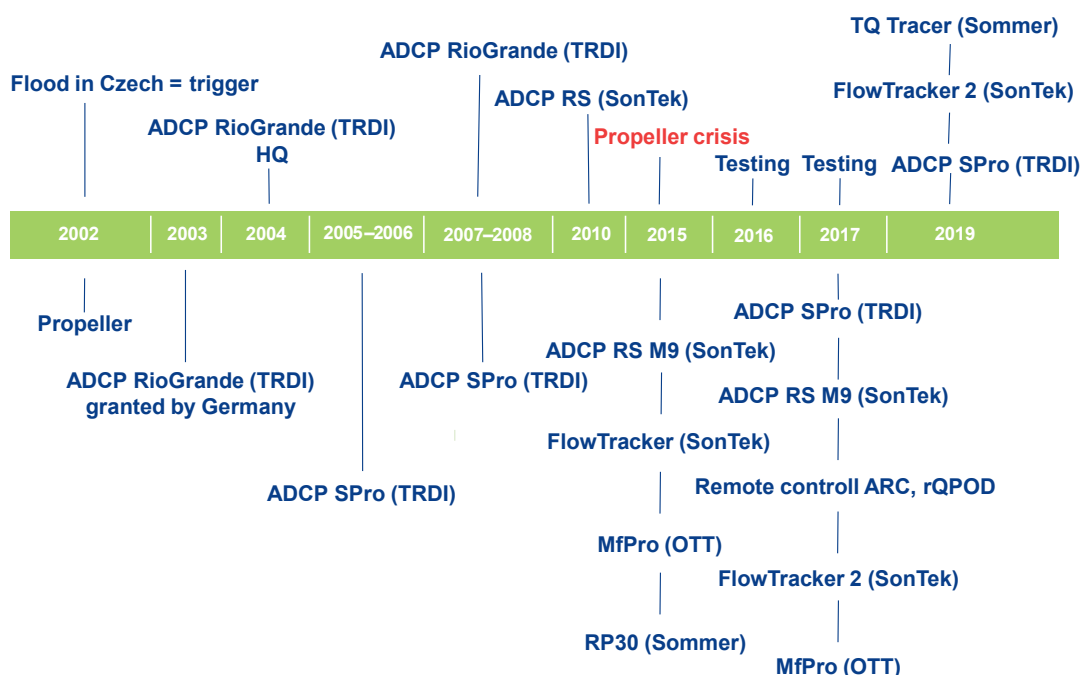 TQ Tracer (Sommer)
ADCP RioGrande (TRDI)
Flood in Czech = trigger
FlowTracker 2 (SonTek)
ADCP RS (SonTek)
ADCP RioGrande (TRDI)
HQ
Propeller crisis
Testing
Testing
ADCP SPro (TRDI)
2002
2003
2004
2005–2006
2007–2008
2010
2015
2016
2017
2019
Propeller
ADCP SPro (TRDI)
ADCP RS M9 (SonTek)
ADCP RioGrande (TRDI)
granted by Germany
ADCP SPro (TRDI)
ADCP RS M9 (SonTek)
FlowTracker (SonTek)
ADCP SPro (TRDI)
Remote controll ARC, rQPOD
MfPro (OTT)
FlowTracker 2 (SonTek)
RP30 (Sommer)
MfPro (OTT)